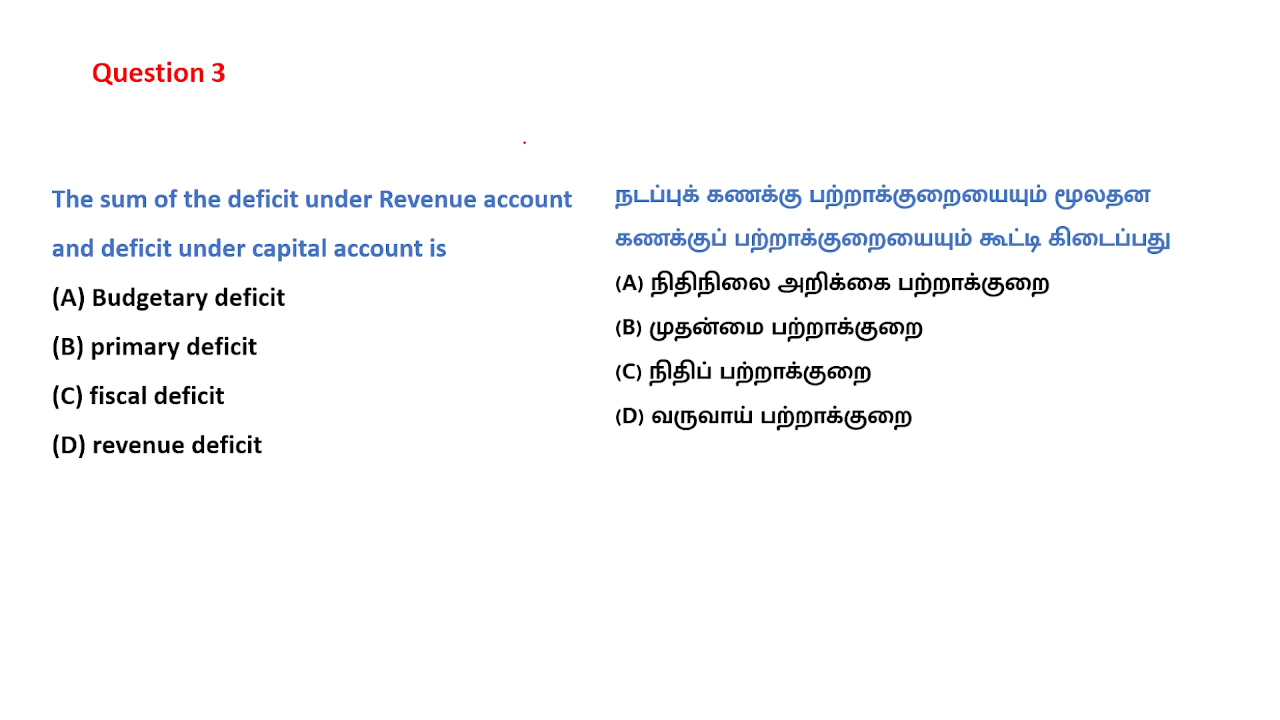 Question 3
The sum of the deficit under Revenue account
and deficit under capital account is
(A) Budgetary deficit
(B) primary deficit
(C) fiscal deficit
(D) revenue deficit
நடப்புக் கணக்கு பற்றாக்குறையையும் மூலதன
கணக்குப் பற்றாக்குறையையும் கூட்டி கிடைப்பது
(A) நிதிநிலை அறிக்கை பற்றாக்குறை
(B) முதன்மை பற்றாக்குறை
(C) நிதிப் பற்றாக்குறை
(D) வருவாய் பற்றாக்குறை